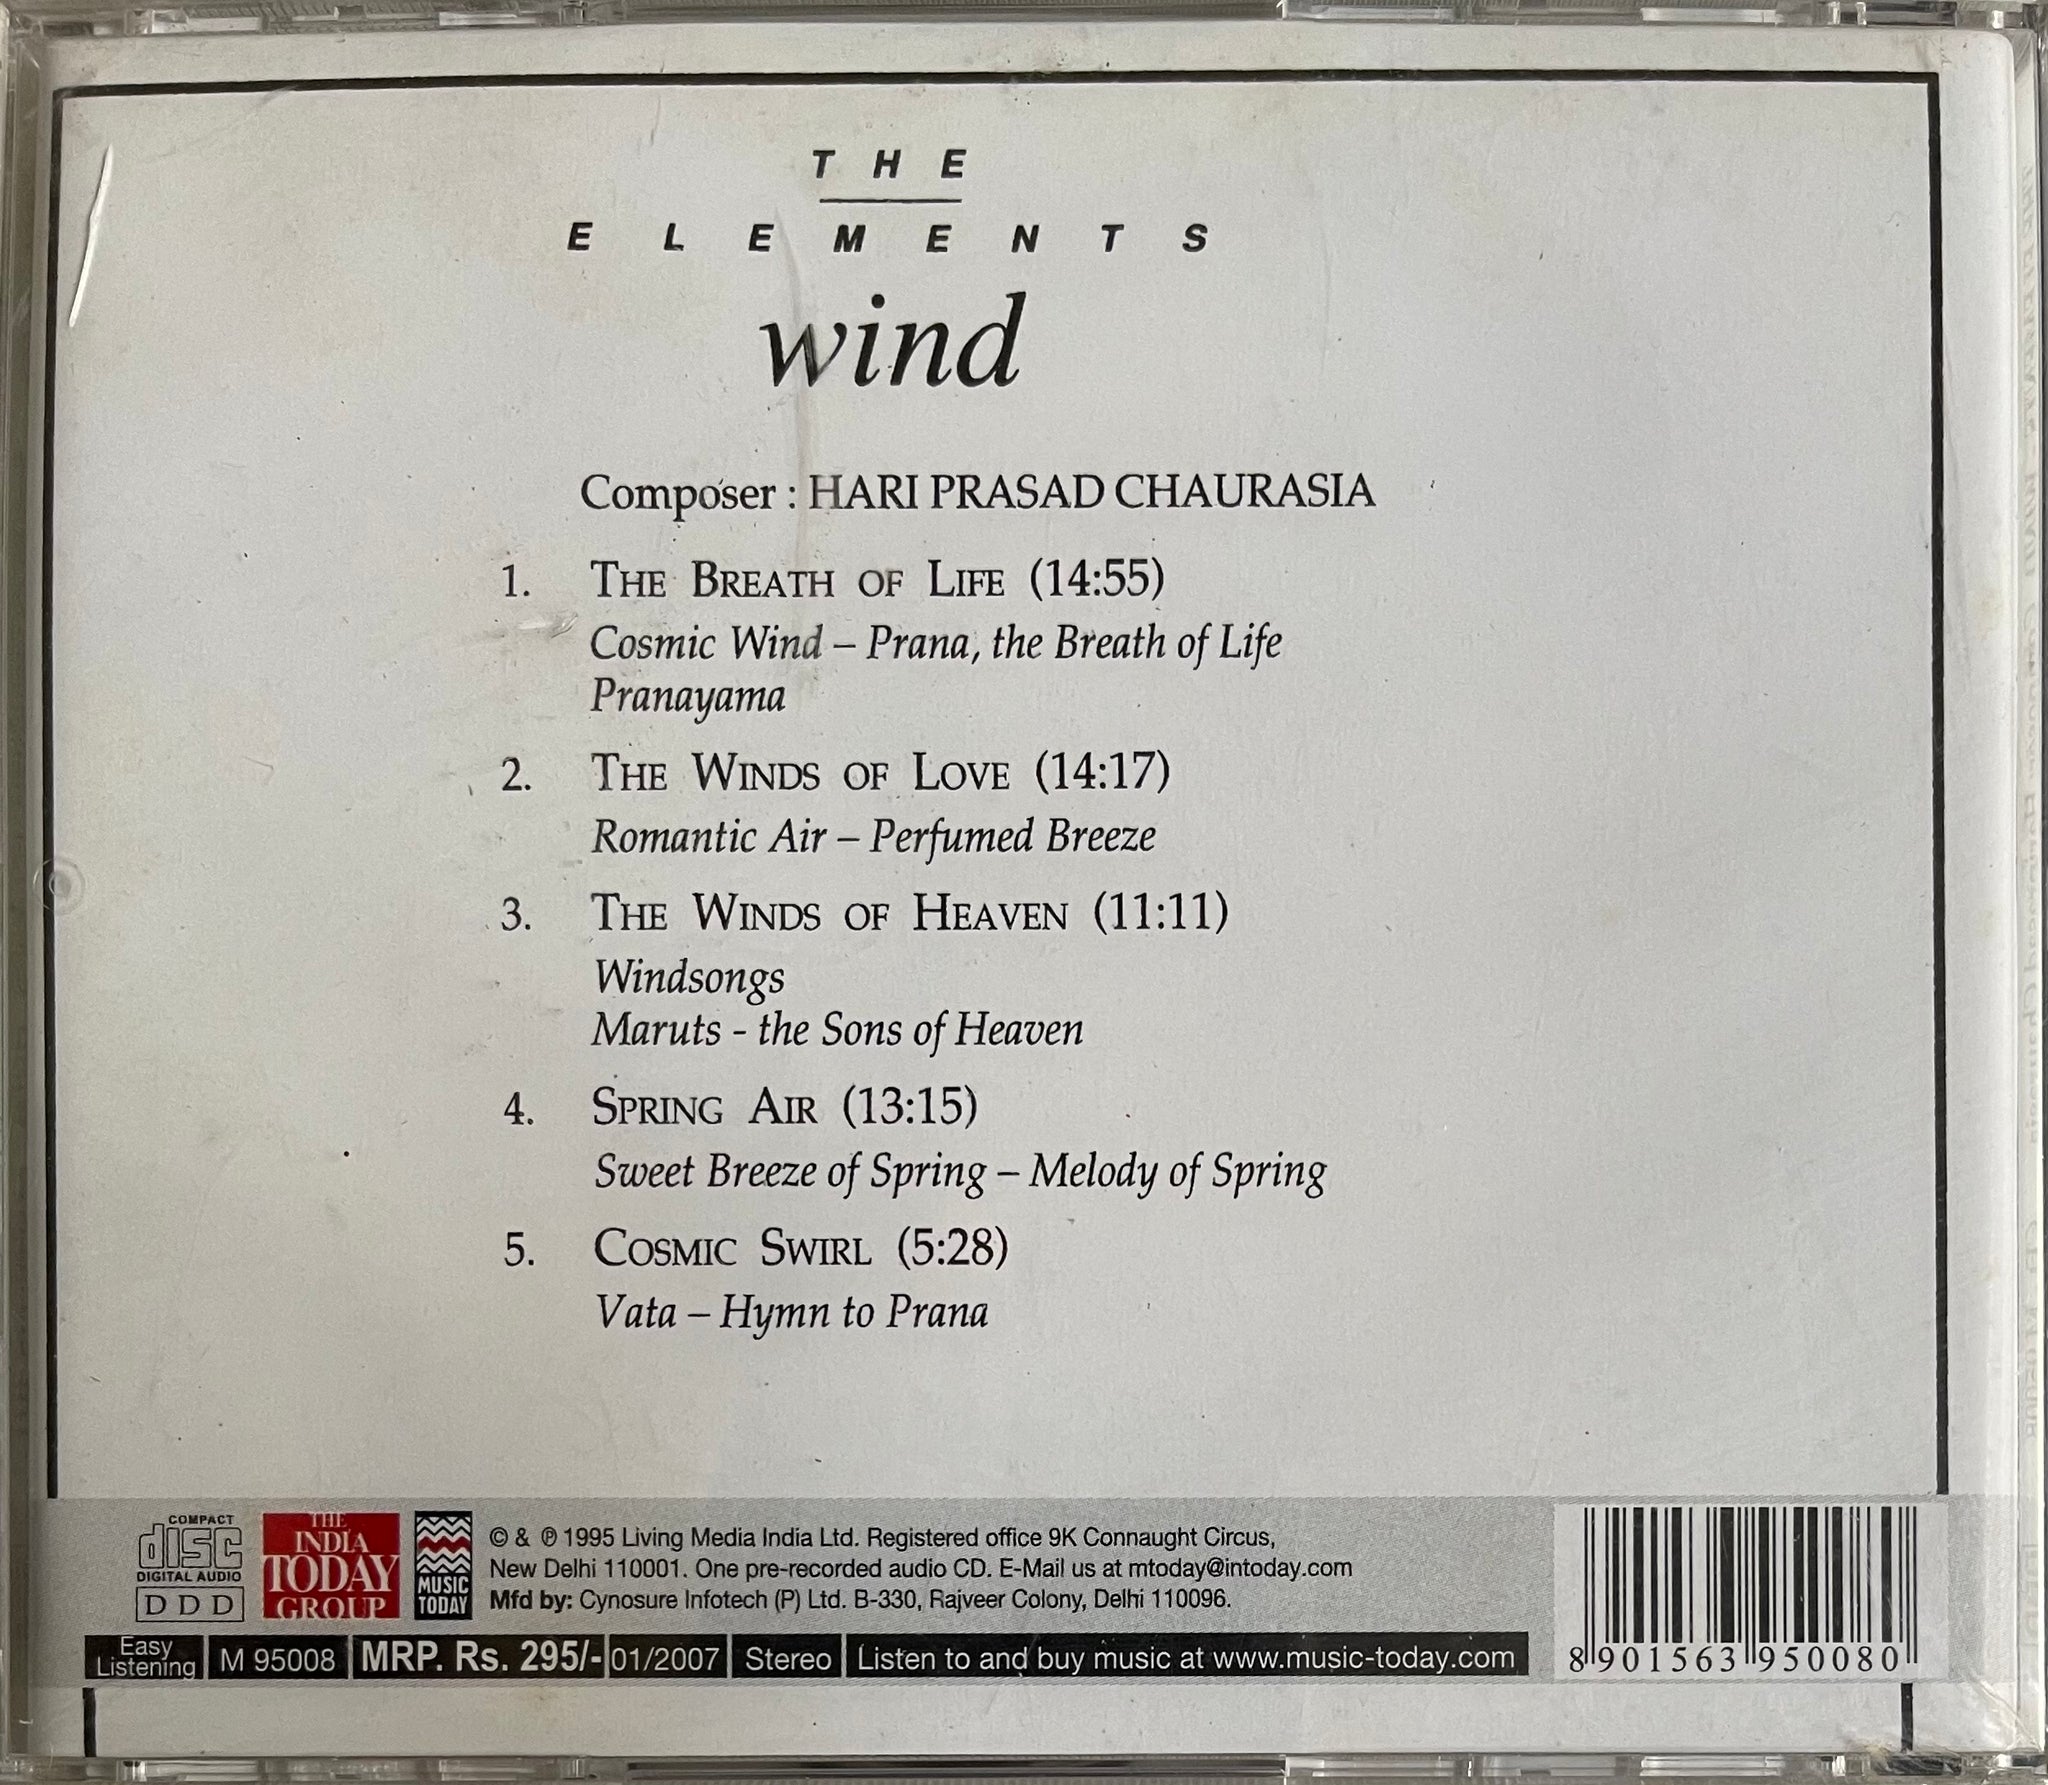 THE
ELEMENTS
wind
Composer : HARI PRASAD CHAURASIA
1. THE BREATH OF LIFE (14:55)
Cosmic Wind – Prana, the Breath of Life
Pranayama
2. THE WINDS OF LOVE (14:17)
Romantic Air – Perfumed Breeze
3. THE WINDS OF HEAVEN (11:11)
Windsongs
Maruts - the Sons of Heaven
4. SPRING AIR (13:15)
Sweet Breeze of Spring – Melody of Spring
5. COSMIC SWIRL (5:28)
Vata – Hymn to Prana
COMPACT
disc
DIGITAL AUDIO
DDD
THE
INDIA
TODAY
GROUP
MUSIC
TODAY
© & ℗ 1995 Living Media India Ltd. Registered office 9K Connaught Circus,
New Delhi 110001. One pre-recorded audio CD. E-Mail us at mtoday@intoday.com
Mfd by: Cynosure Infotech (P) Ltd. B-330, Rajveer Colony, Delhi 110096.
Easy
Listening
M 95008
MRP. Rs. 295/-
01/2007
Stereo
Listen to and buy music at www.music-today.com
8 901563 950080